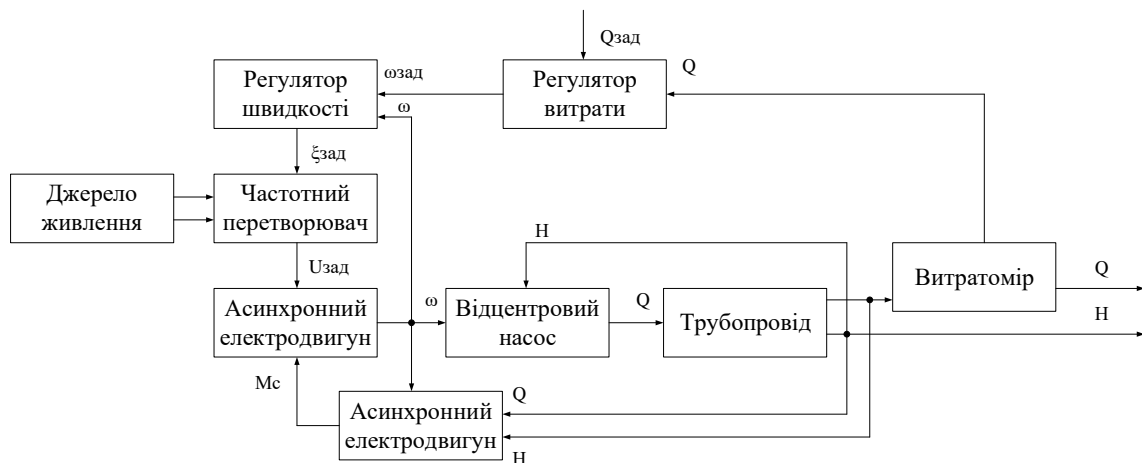 Qзад
Регулятор
швидкості
ωзад
ω
Регулятор
витрати
Q
ξзад
Джерело
живлення
Частотний
перетворювач
Uзад
H
Асинхронний
електродвигун
ω
Відцентровий
насос
Q
Трубопровід
Витратомір
Q
H
Mc
Асинхронний
електродвигун
Q
H